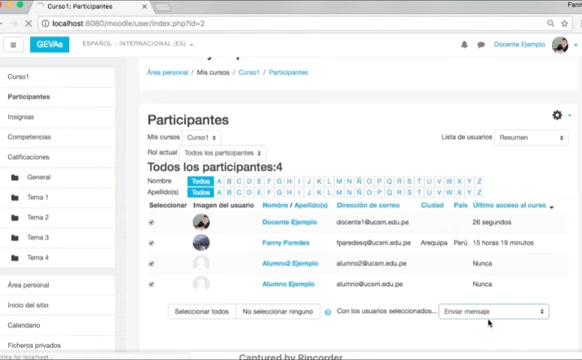 Curso1: Participantes
Fanny
localhost:8080/moodle/user/index.php?id=2
GEVAs
ESPAÑOL - INTERNACIONAL (ES)
Docente Ejemplo
Área personal / Mis cursos / Curso1 / Participantes
Curso1
Participantes
Insignias
Competencias
Calificaciones
General
Tema 1
Tema 2
Tema 3
Tema 4
Área personal
Inicio del sitio
Calendario
Ficheros privados
Participantes
Mis cursos Curso1
Lista de usuarios Resumen
Rol actual Todos los participantes
Todos los participantes:4
Nombre Todos A B C D E F G H I J K L M N Ñ O P Q R S T U V W X Y Z
Apellido(s) Todos A B C D E F G H I J K L M N Ñ O P Q R S T U V W X Y Z
Seleccionar Imagen del usuario Nombre / Apellido(s) Dirección de correo Ciudad País Último acceso al curso
Docente Ejemplo docente1@ucsm.edu.pe 26 segundos
Fanny Paredes fparedesq@ucsm.edu.pe Arequipa Perú 15 horas 19 minutos
Alumno2 Ejemplo alumno2@ucsm.edu.pe Nunca
Alumno Ejemplo alumno@ucsm.edu.pe Nunca
Seleccionar todos No seleccionar ninguno Con los usuarios seleccionados... Enviar mensaje
Captured by Ripcorder